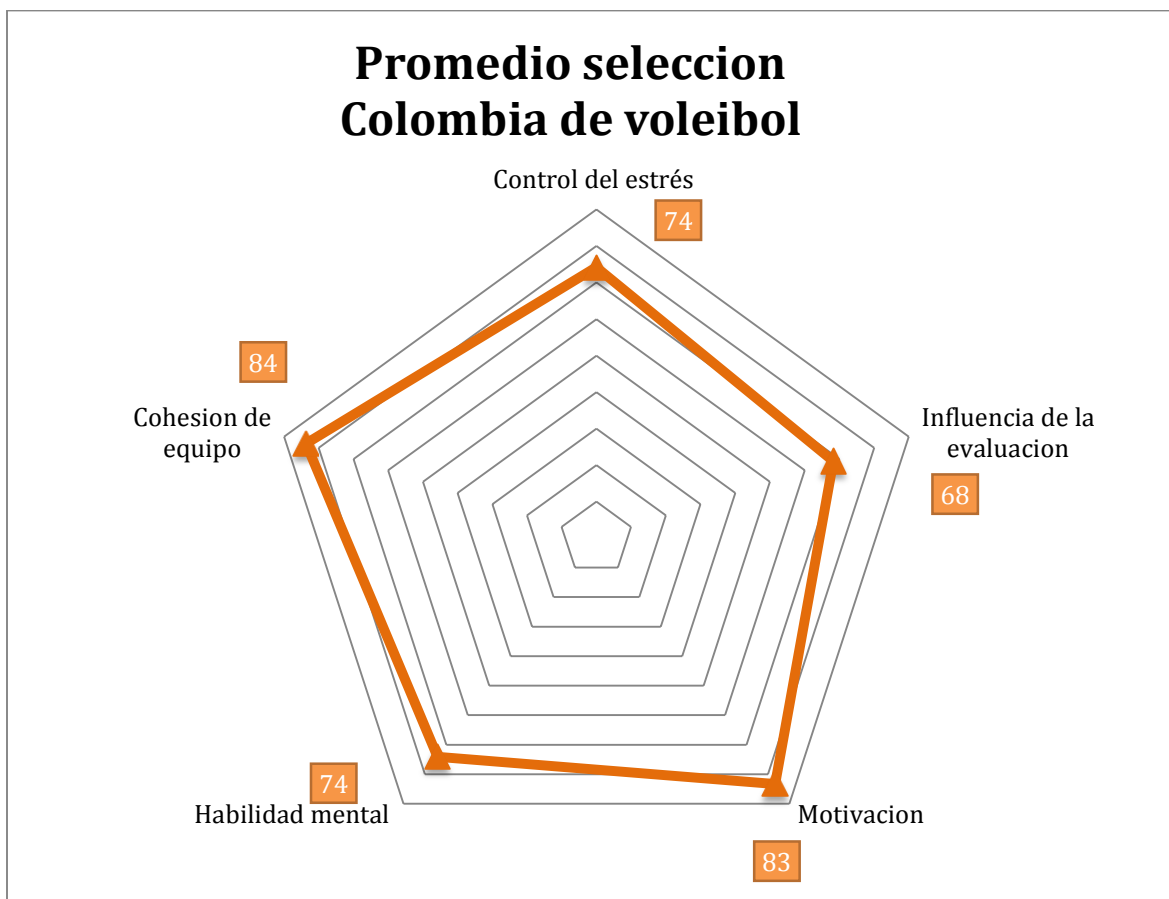 Promedio seleccion
Colombia de voleibol
Control del estrés
74
84
Cohesion de
equipo
Influencia de la
evaluacion
68
74
Habilidad mental
Motivacion
83